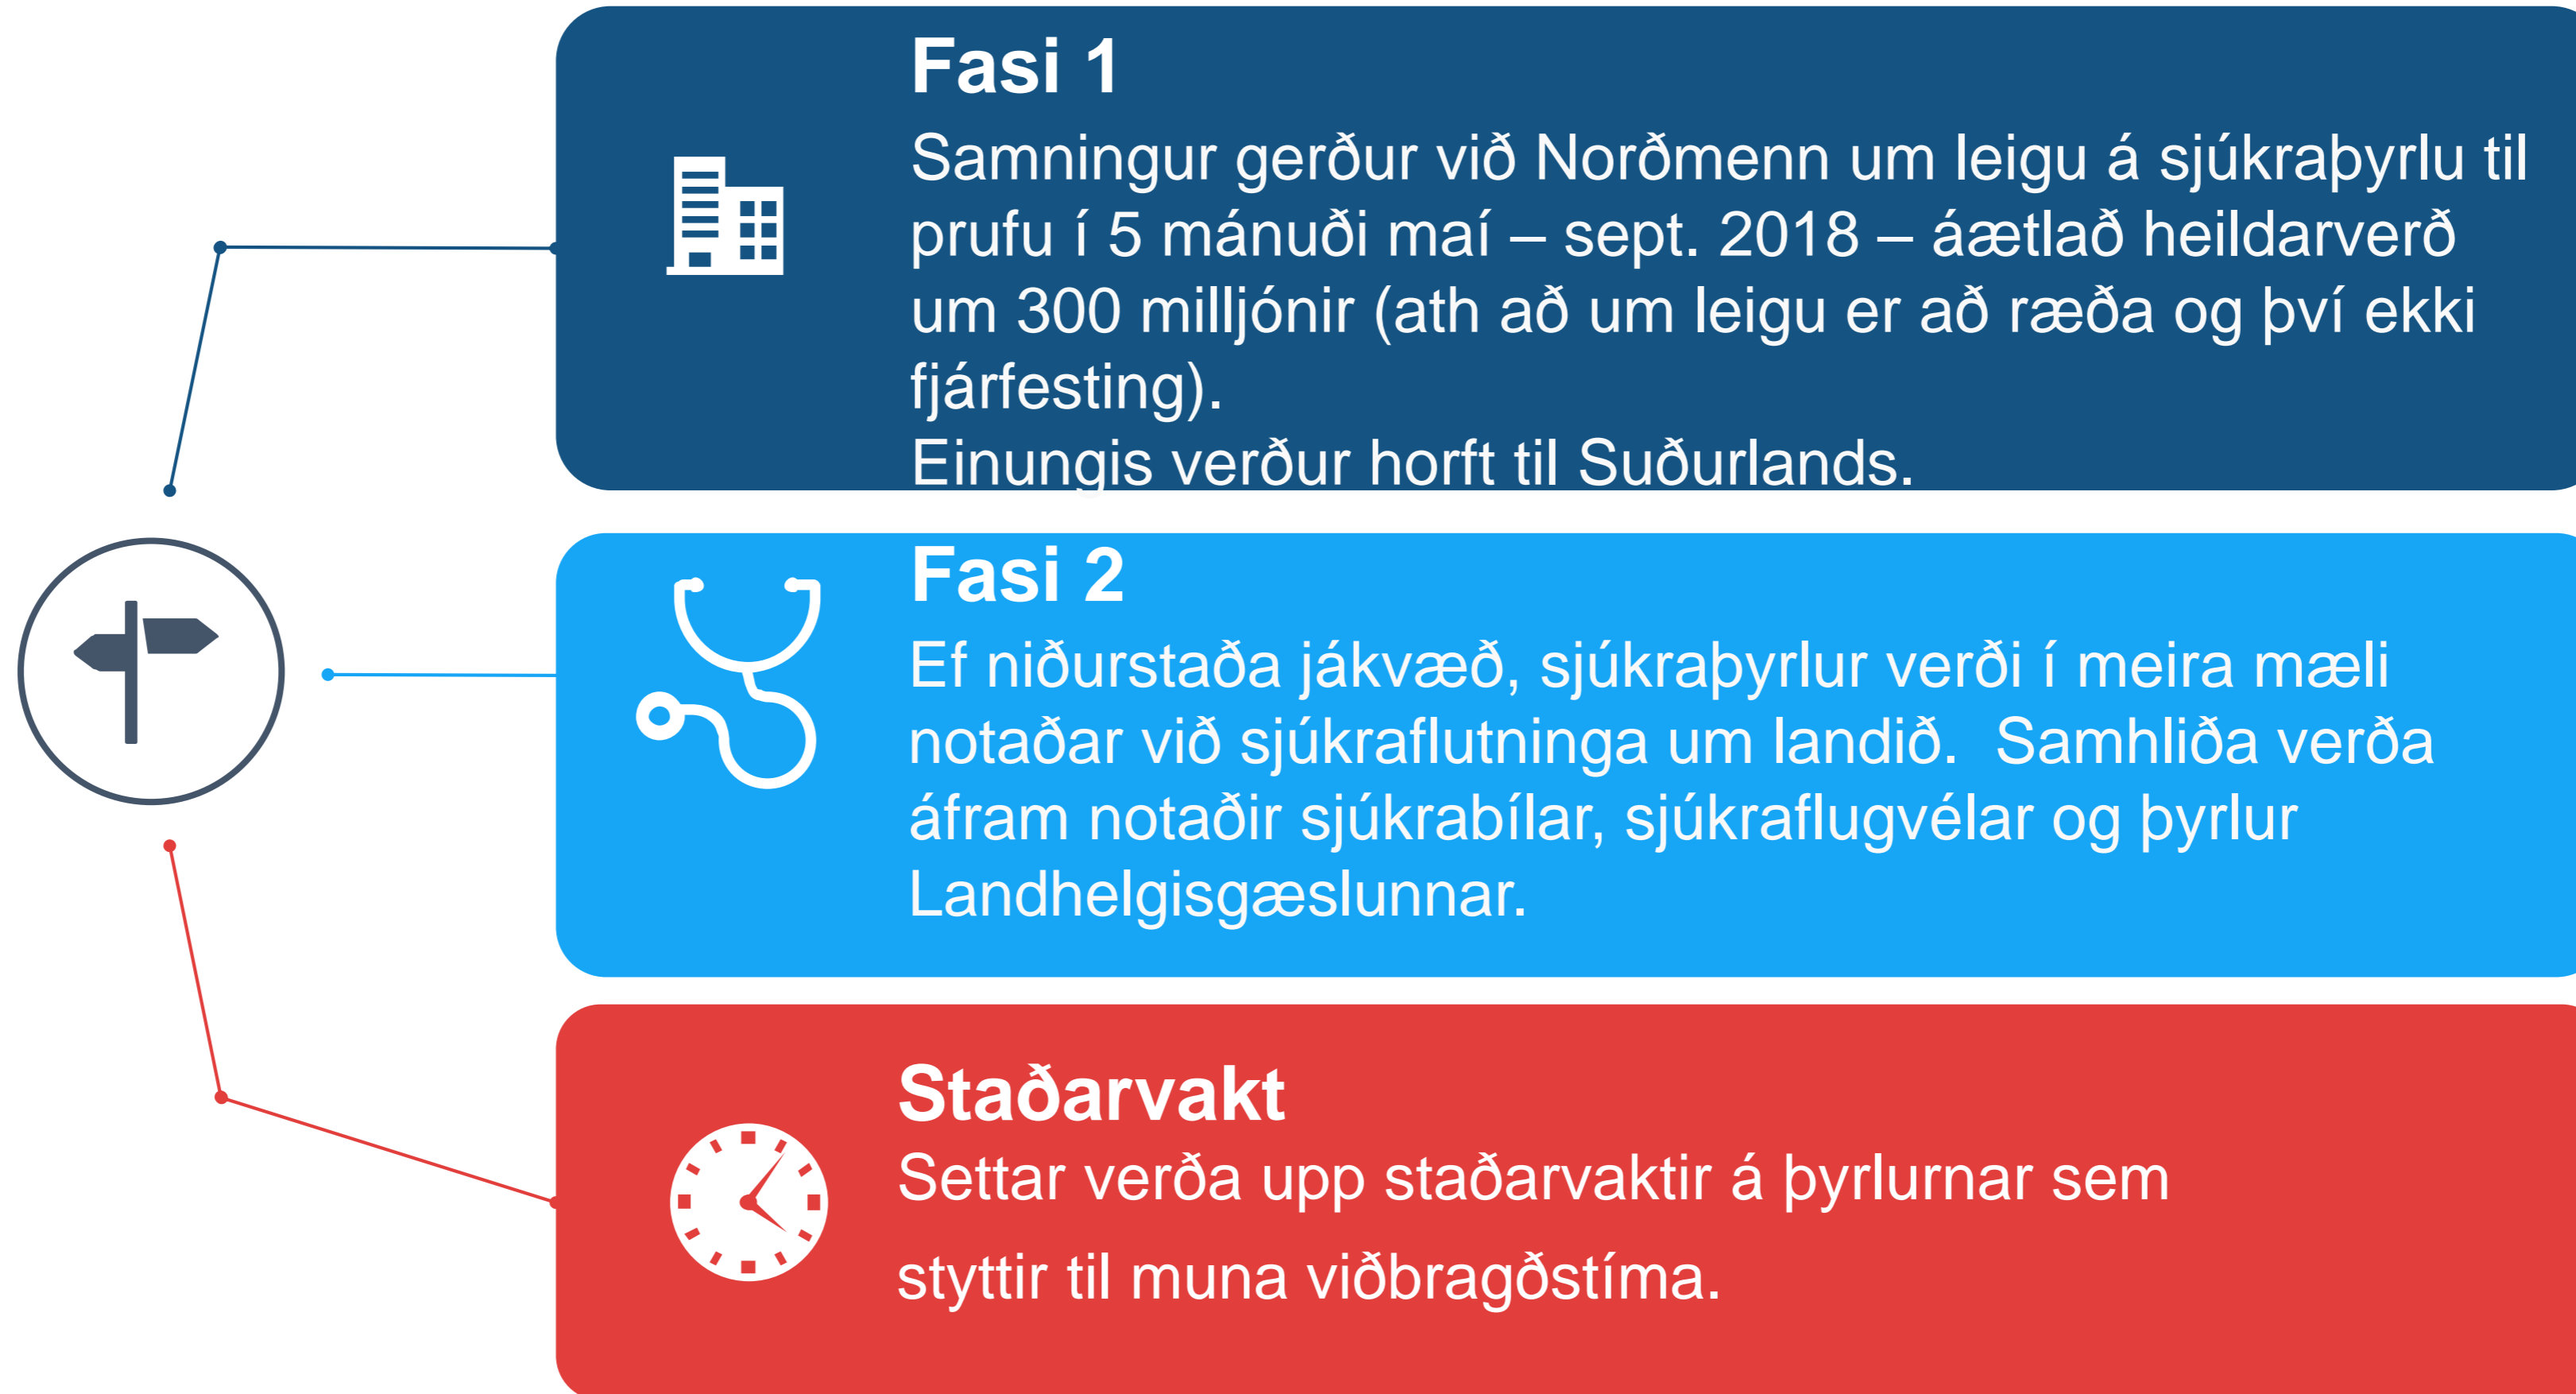 Fasi 1
Samningur gerður við Norðmenn um leigu á sjúkraþyrlu til
prufu í 5 mánuði maí – sept. 2018 – áætlað heildarverð
um 300 milljónir (ath að um leigu er að ræða og því ekki
fjárfesting).
Einungis verður horft til Suðurlands.
Fasi 2
Ef niðurstaða jákvæð, sjúkraþyrlur verði í meira mæli
notaðar við sjúkraflutninga um landið.  Samhliða verða
áfram notaðir sjúkrabílar, sjúkraflugvélar og þyrlur
Landhelgisgæslunnar.
Staðarvakt
Settar verða upp staðarvaktir á þyrlurnar sem
styttir til muna viðbragðstíma.